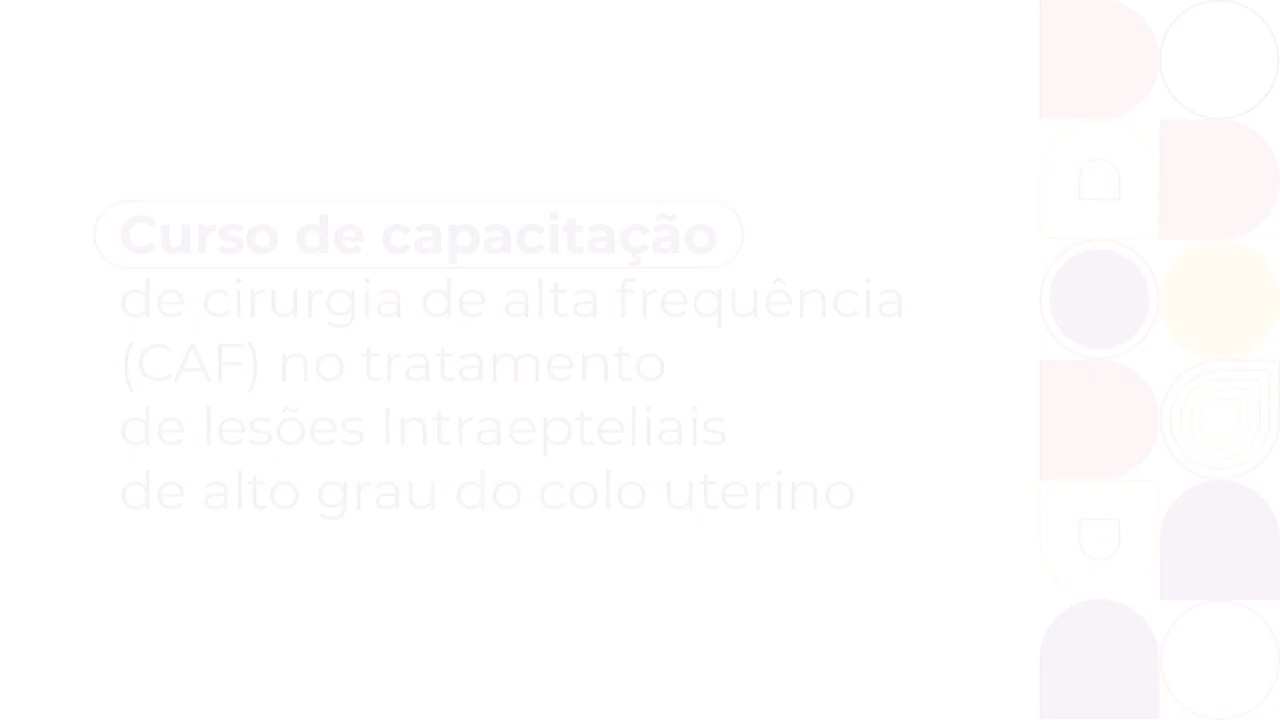 Curso de capacitação
de cirurgia de alta frequência
(CAF) no tratamento
de lesões Intraepteliais
de alto grau do colo uterino